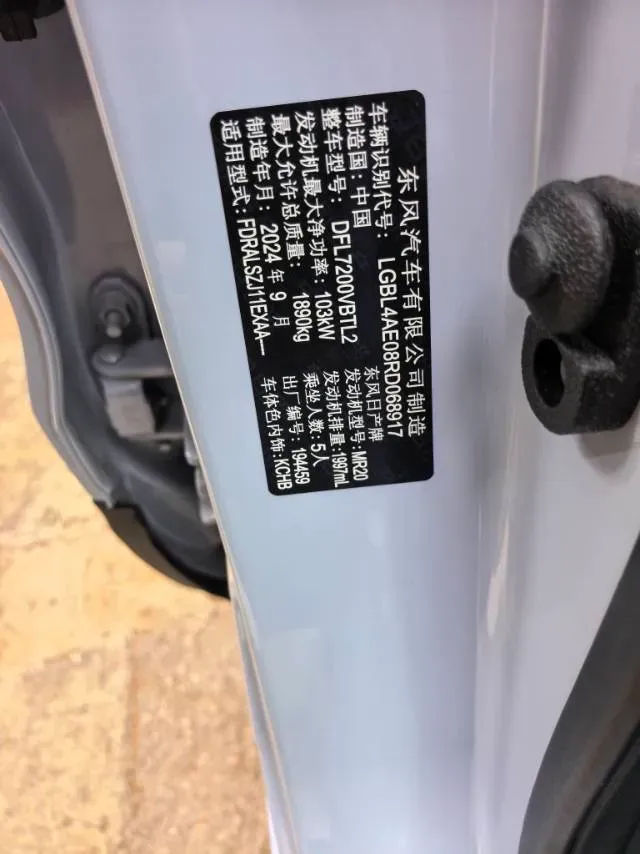 东风汽车有限公司制造
车辆识别代号: LGBL4AE08RD068917
制造国: 中国 东风日产牌
整车型号: DFL7200VBTL2 发动机型号: MR20
发动机最大净功率: 103kW 发动机排量: 1997mL
最大允许总质量: 1890kg 乘坐人数: 5人
制造年月: 2024年9月 出厂编号: 194459
适用型式: FDRALSZJ11EXAA--- 车体色内饰: KCHB